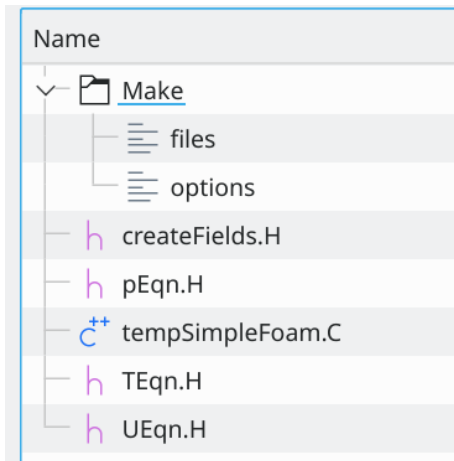 Name
Make
files
options
createFields.H
pEqn.H
tempSimpleFoam.C
TEqn.H
UEqn.H